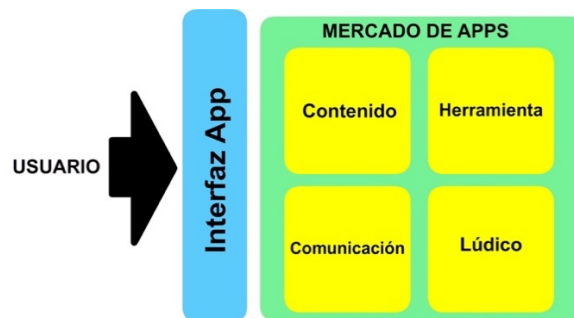 USUARIO
Interfaz App
MERCADO DE APPS
Contenido
Herramienta
Comunicación
Lúdico